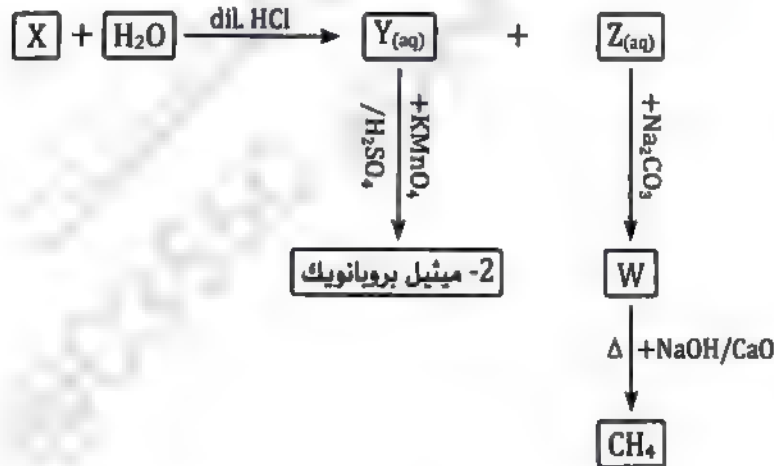 X + H₂O dil. HCl Y(aq) + Z(aq)
+KMnO₄
/H₂SO₄
+Na₂CO₃
2- ميثيل بروبانويك
W
Δ +NaOH/CaO
CH₄